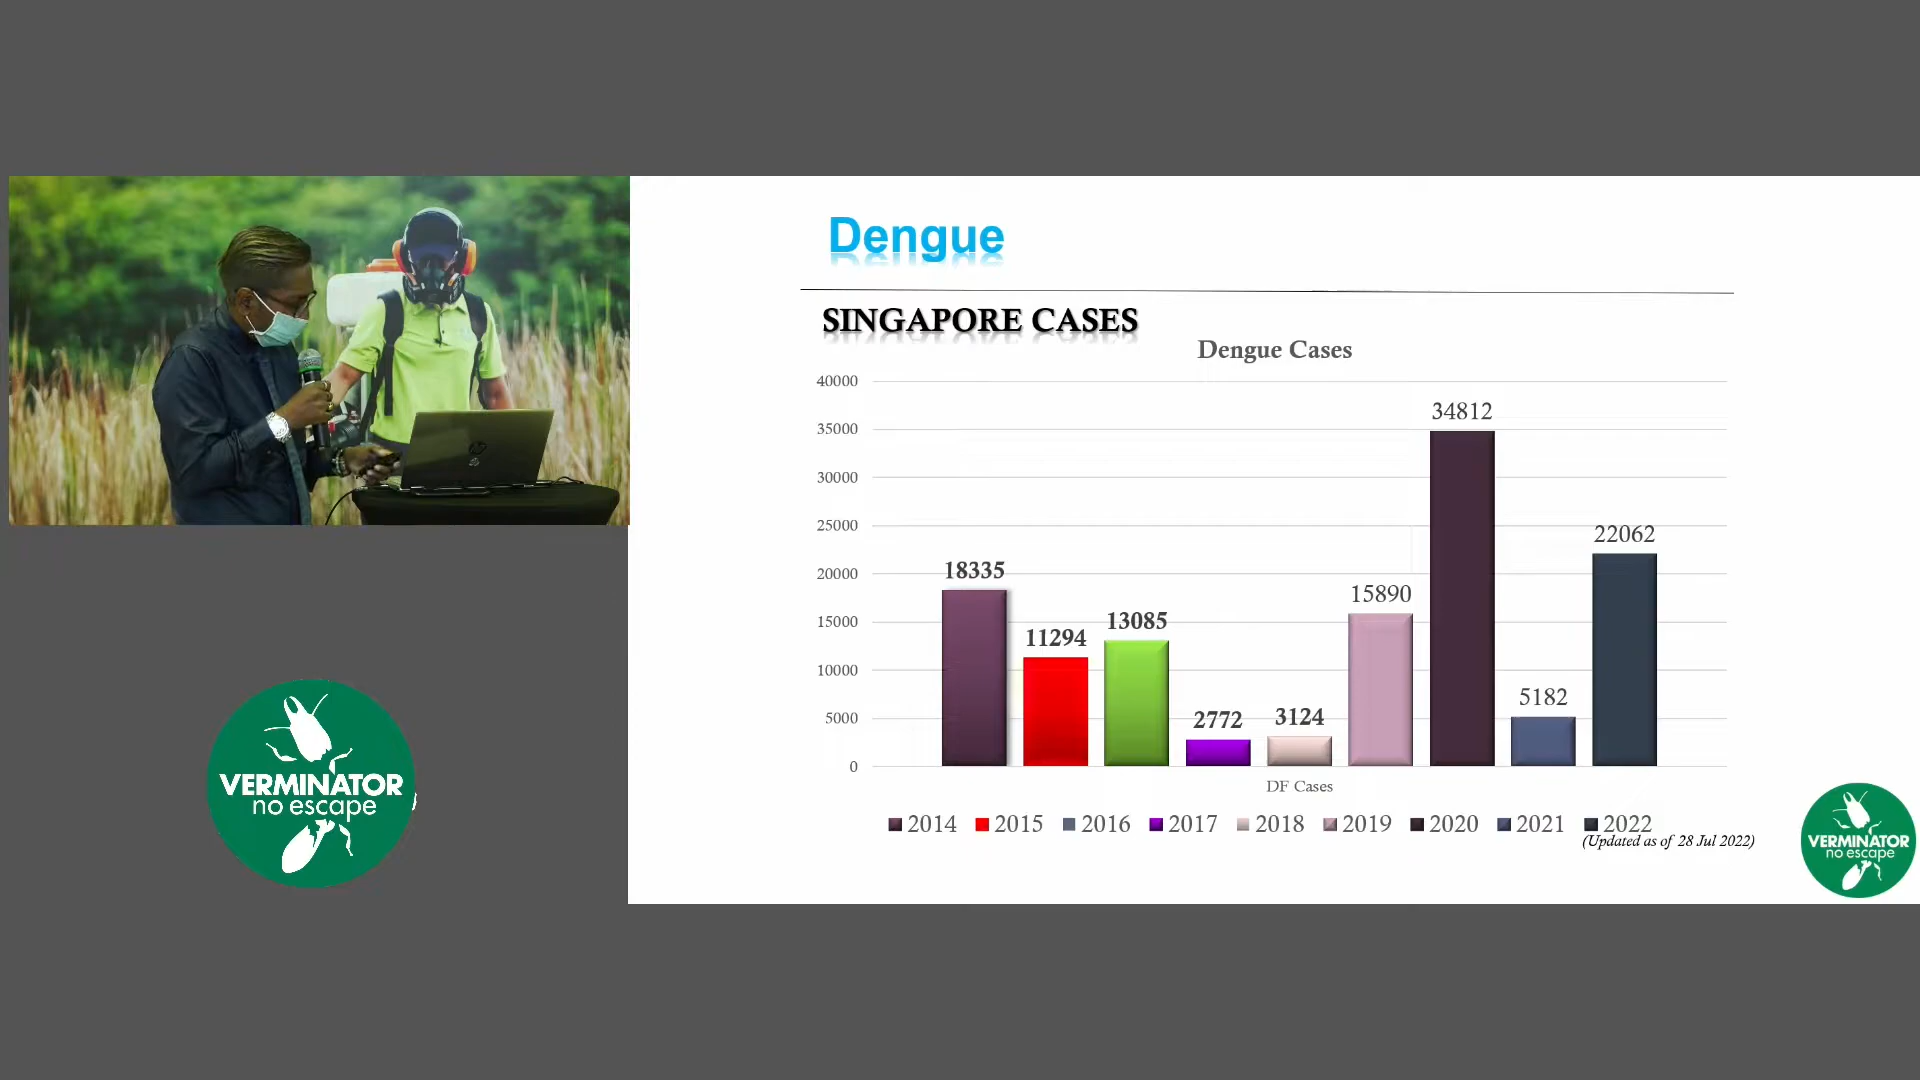 Dengue
SINGAPORE CASES
Dengue Cases
40000
35000
30000
25000
20000
15000
10000
5000
0
18335
11294
13085
2772
3124
15890
34812
5182
22062
DF Cases
2014 2015 2016 2017 2018 2019 2020 2021 2022
(Updated as of 28 Jul 2022)
VERMINATOR
no escape
VERMINATOR
no escape